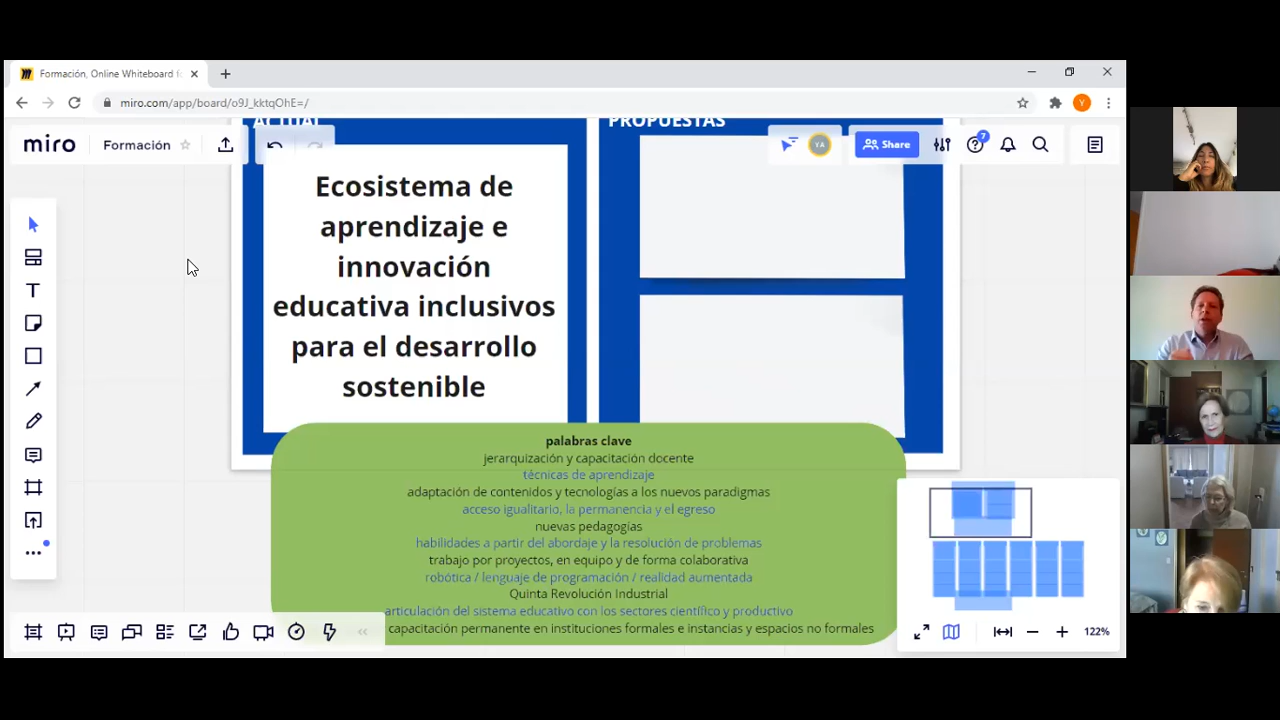 Formación, Online Whiteboard fo
miro.com/app/board/o9J_kktqOhE=/
Y
ACTUAL
PROPUESTAS
miro
Formación
YA
Share
7
Ecosistema de
aprendizaje e
innovación
educativa inclusivos
para el desarrollo
sostenible
T
palabras clave
jerarquización y capacitación docente
técnicas de aprendizaje
adaptación de contenidos y tecnologías a los nuevos paradigmas
acceso igualitario, la permanencia y el egreso
nuevas pedagogías
habilidades a partir del abordaje y la resolución de problemas
trabajo por proyectos, en equipo y de forma colaborativa
robótica / lenguaje de programación / realidad aumentada
Quinta Revolución Industrial
articulación del sistema educativo con los sectores científico y productivo
capacitación permanente en instituciones formales e instancias y espacios no formales
122%